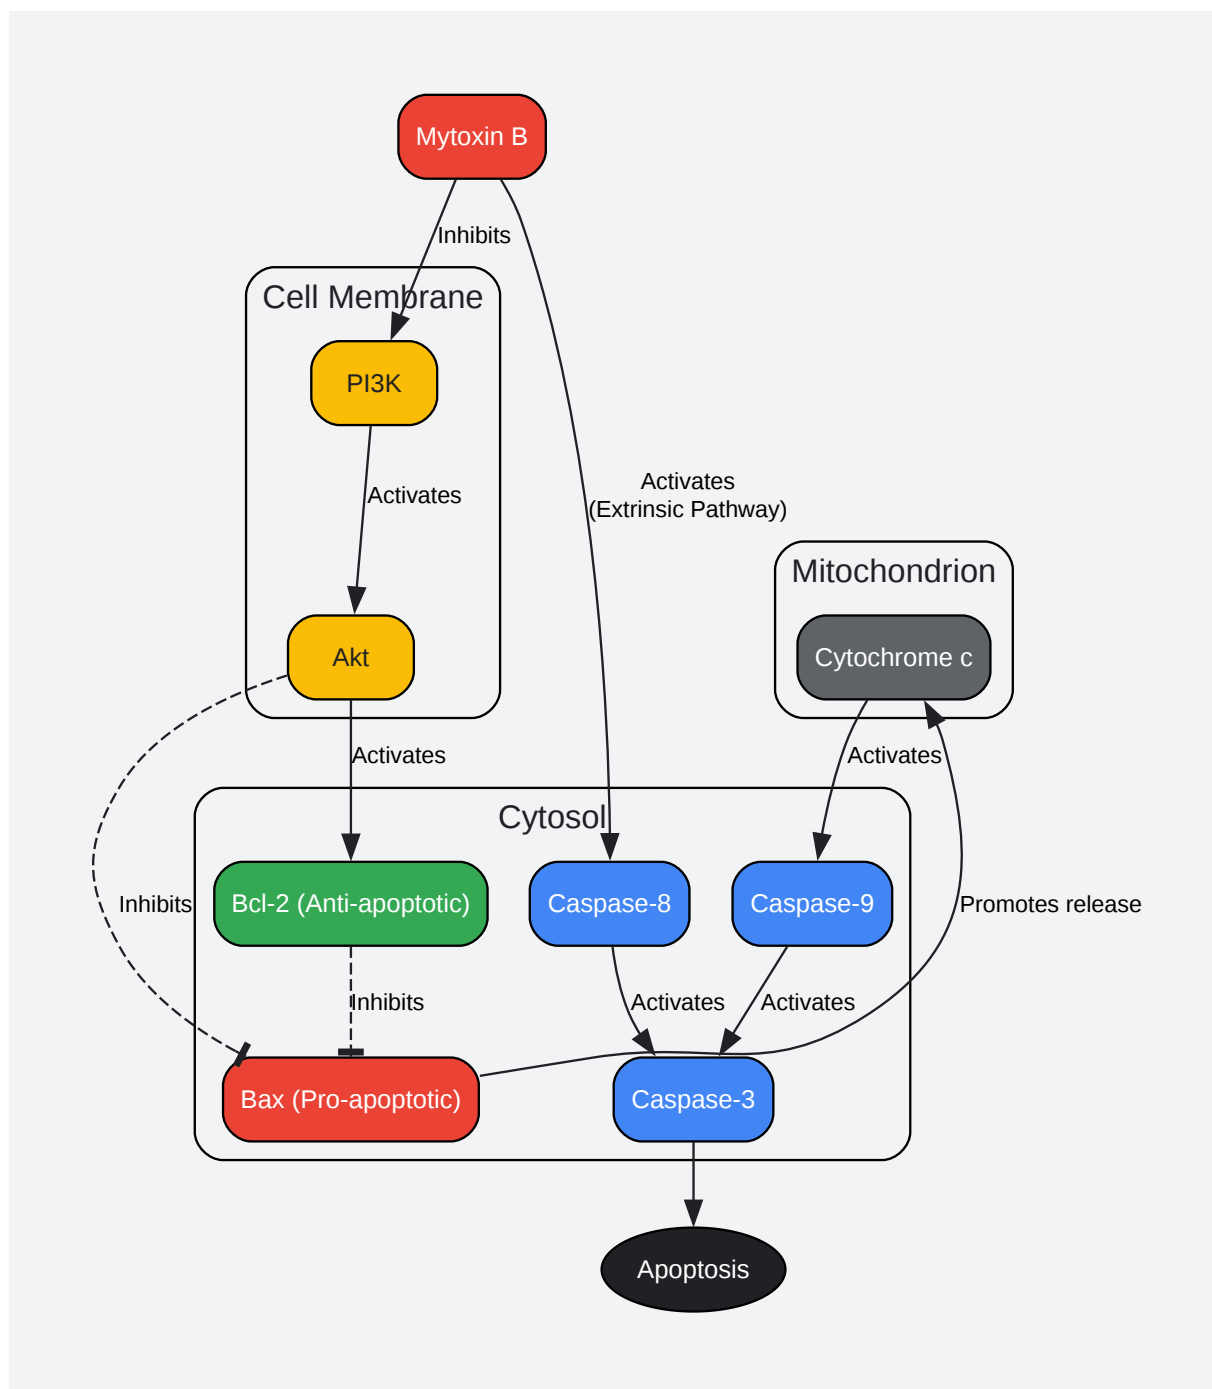 Mytoxin B
Inhibits
Cell Membrane
PI3K
Activates
Activates
(Extrinsic Pathway)
Mitochondrion
Akt
Cytochrome c
Activates
Activates
Cytosol
Inhibits
Bcl-2 (Anti-apoptotic)
Caspase-8
Caspase-9
Promotes release
Inhibits
Activates
Activates
Bax (Pro-apoptotic)
Caspase-3
Apoptosis